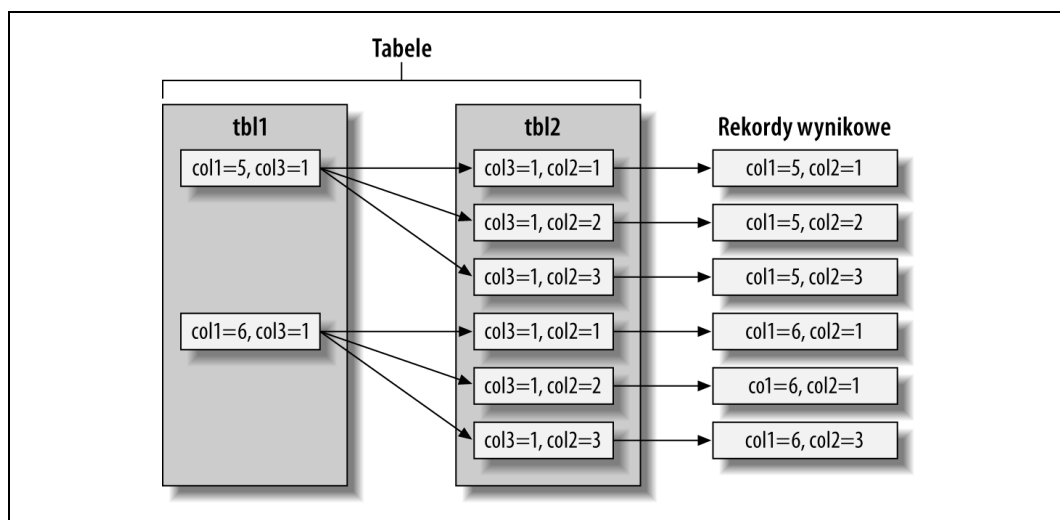 Tabele
tbl1
tbl2
Rekordy wynikowe
col1=5, col3=1
col3=1, col2=1
col1=5, col2=1
col3=1, col2=2
col1=5, col2=2
col3=1, col2=3
col1=5, col2=3
col1=6, col3=1
col3=1, col2=1
col1=6, col2=1
col3=1, col2=2
co1=6, col2=1
col3=1, col2=3
col1=6, col2=3